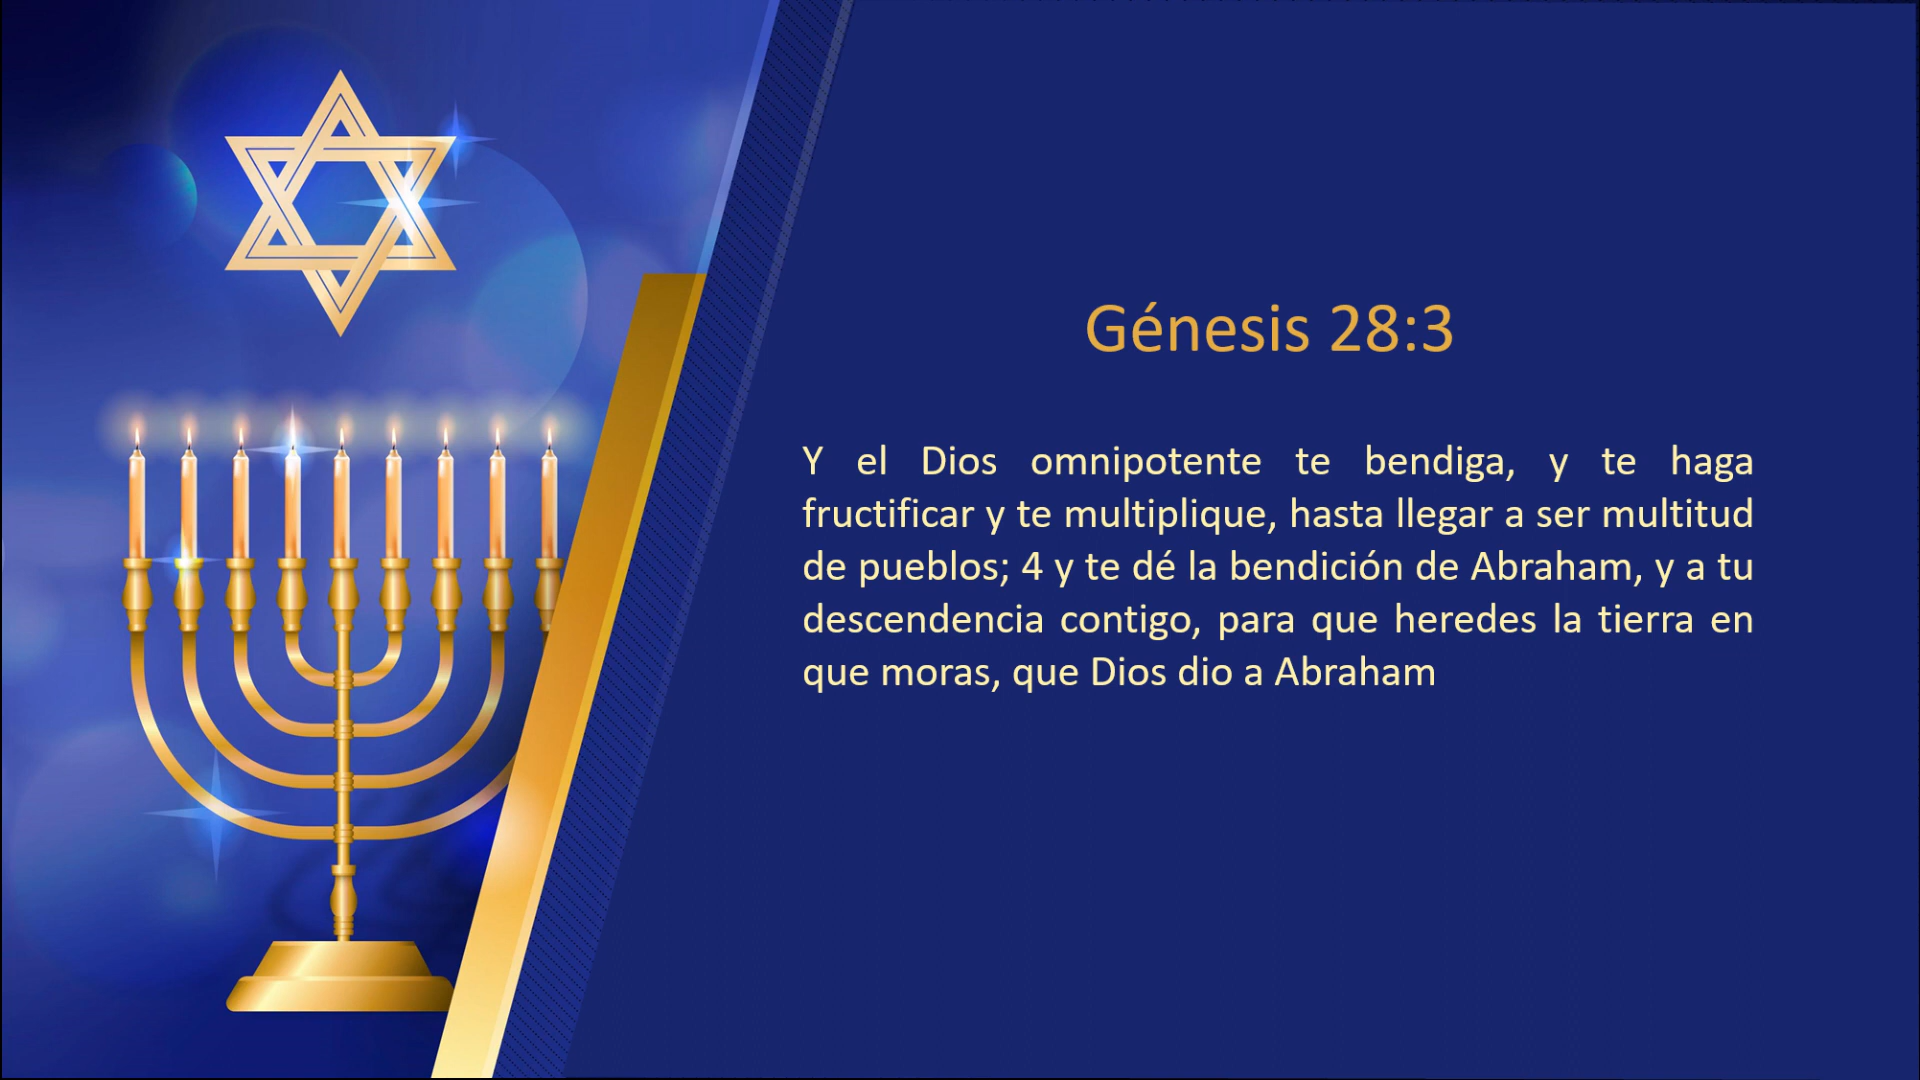 Génesis 28:3
Y el Dios omnipotente te bendiga, y te haga
fructificar y te multiplique, hasta llegar a ser multitud
de pueblos; 4 y te dé la bendición de Abraham, y a tu
descendencia contigo, para que heredes la tierra en
que moras, que Dios dio a Abraham